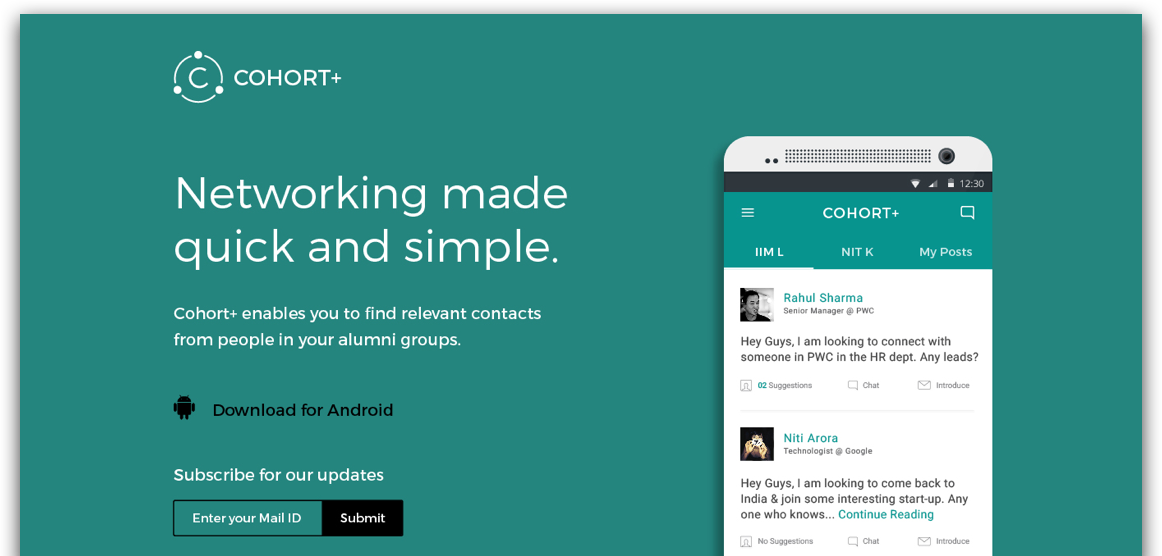 C COHORT+
Networking made
quick and simple.
Cohort+ enables you to find relevant contacts
from people in your alumni groups.
Download for Android
Subscribe for our updates
Enter your Mail ID Submit
12:30
COHORT+
IIM L NIT K My Posts
Rahul Sharma
Senior Manager @ PWC
Hey Guys, I am looking to connect with
someone in PWC in the HR dept. Any leads?
02 Suggestions Chat Introduce
Niti Arora
Technologist @ Google
Hey Guys, I am looking to come back to
India & join some interesting start-up. Any
one who knows... Continue Reading
No Suggestions Chat Introduce